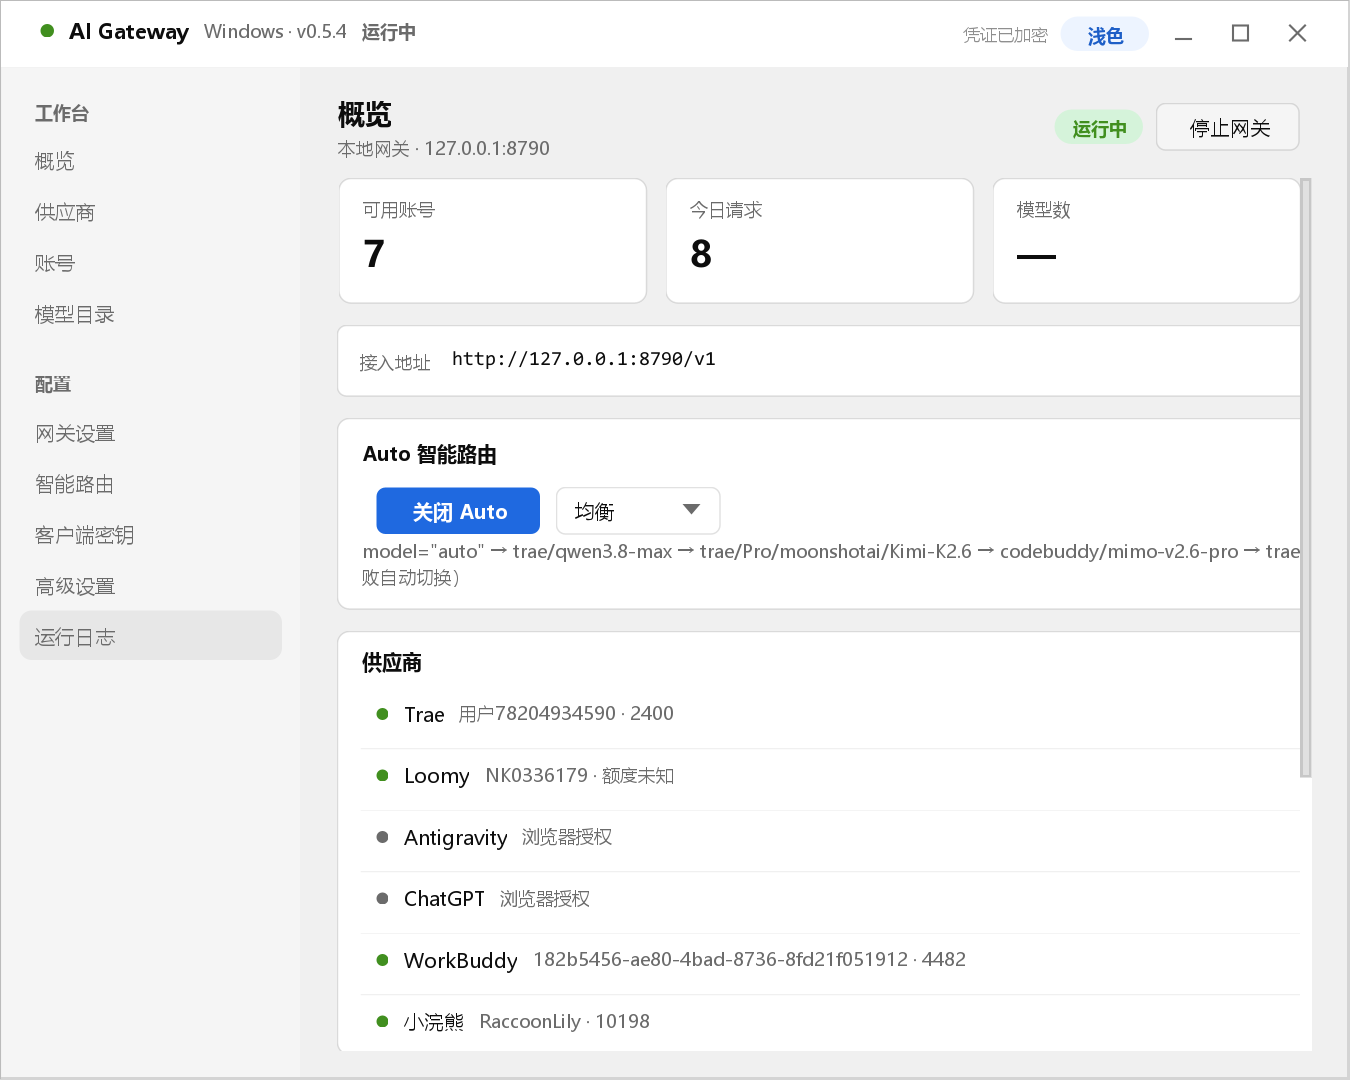 AI Gateway Windows · v0.5.4 运行中
凭证已加密 浅色
工作台
概览
供应商
账号
模型目录
配置
网关设置
智能路由
客户端密钥
高级设置
运行日志
概览
本地网关 · 127.0.0.1:8790
运行中 停止网关
可用账号
7
今日请求
8
模型数
—
接入地址 http://127.0.0.1:8790/v1
Auto 智能路由
关闭 Auto 均衡
model="auto" → trae/qwen3.8-max → trae/Pro/moonshotai/Kimi-K2.6 → codebuddy/mimo-v2.6-pro → trae
败自动切换）
供应商
Trae 用户78204934590 · 2400
Loomy NK0336179 · 额度未知
Antigravity 浏览器授权
ChatGPT 浏览器授权
WorkBuddy 182b5456-ae80-4bad-8736-8fd21f051912 · 4482
小浣熊 RaccoonLily · 10198